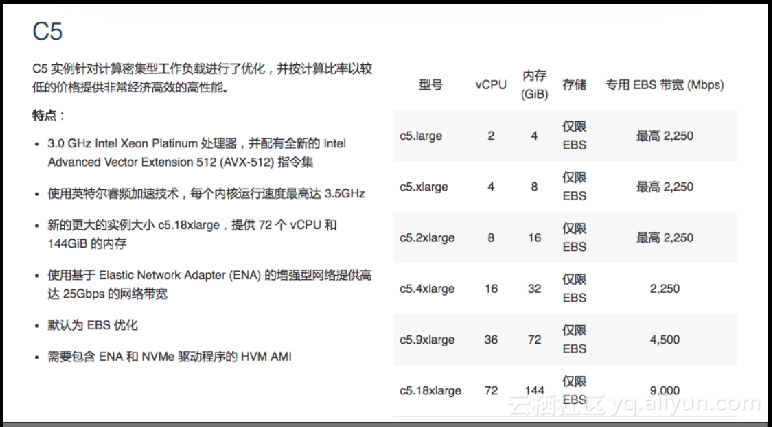 C5
C5 实例针对计算密集型工作负载进行了优化，并按计算比率以较
低的价格提供非常经济高效的高性能。
特点：
• 3.0 GHz Intel Xeon Platinum 处理器，并配有全新的 Intel
Advanced Vector Extension 512 (AVX-512) 指令集
• 使用英特尔睿频加速技术，每个内核运行速度最高达 3.5GHz
• 新的更大的实例大小 c5.18xlarge，提供 72 个 vCPU 和
144GiB 的内存
• 使用基于 Elastic Network Adapter (ENA) 的增强型网络提供高
达 25Gbps 的网络带宽
• 默认为 EBS 优化
• 需要包含 ENA 和 NVMe 驱动程序的 HVM AMI
型号 vCPU 内存 (GiB) 存储 专用 EBS 带宽 (Mbps)
c5.large 2 4 仅限 EBS 最高 2,250
c5.xlarge 4 8 仅限 EBS 最高 2,250
c5.2xlarge 8 16 仅限 EBS 最高 2,250
c5.4xlarge 16 32 仅限 EBS 2,250
c5.9xlarge 36 72 仅限 EBS 4,500
c5.18xlarge 72 144 仅限 EBS 9,000
云栖社区 yq.aliyun.com